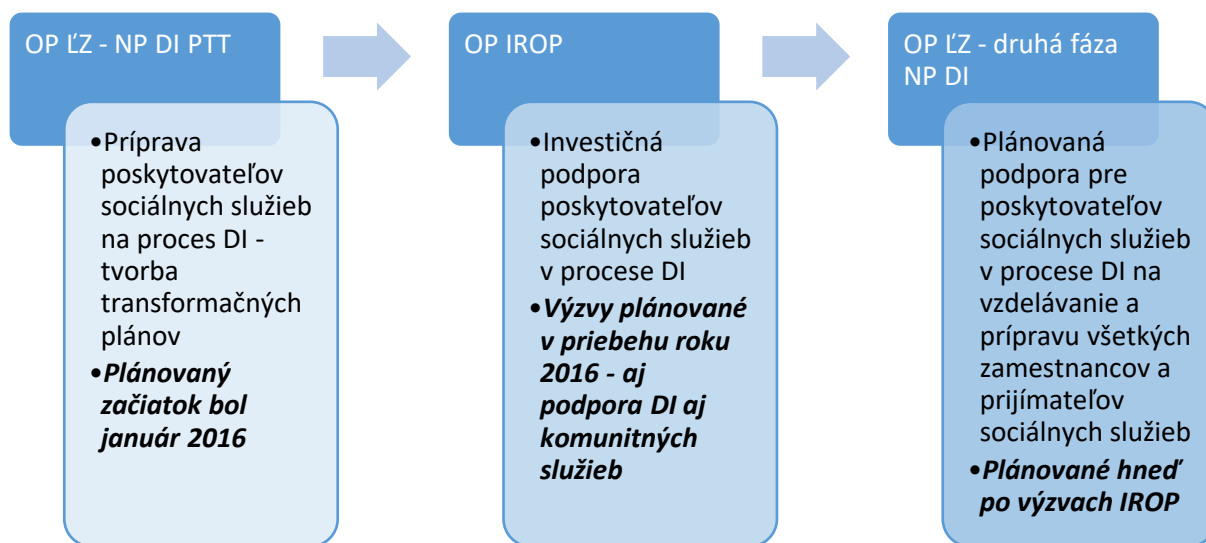 OP ĽZ - NP DI PTT
•Príprava
poskytovateľov
sociálnych služieb
na proces DI -
tvorba
transformačných
plánov
•Plánovaný
začiatok bol
január 2016
OP IROP
•Investičná
podpora
poskytovateľov
sociálnych služieb
v procese DI
•Výzvy plánované
v priebehu roku
2016 - aj
podpora DI aj
komunitných
služieb
OP ĽZ - druhá fáza
NP DI
•Plánovaná
podpora pre
poskytovateľov
sociálnych služieb
v procese DI na
vzdelávanie a
prípravu všetkých
zamestnancov a
prijímateľov
sociálnych služieb
•Plánované hneď
po výzvach IROP